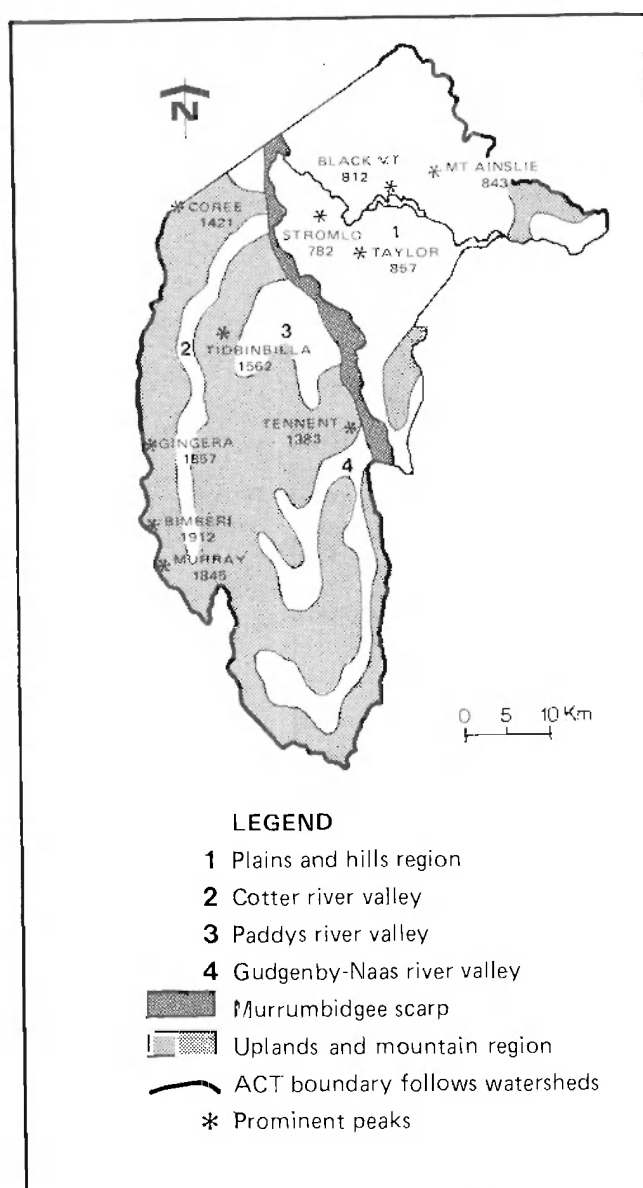 N
BLACK MT
812
MT AINSLIE
843
COREE
1421
STROMLO
782
1
TAYLOR
857
2
3
TIDBINBILLA
1562
TENNENT
1383
GINGERA
1857
4
BIMBERI
1912
MURRAY
1845
0 5 10 Km
LEGEND
1 Plains and hills region
2 Cotter river valley
3 Paddys river valley
4 Gudgenby-Naas river valley
Murrumbidgee scarp
Uplands and mountain region
ACT boundary follows watersheds
* Prominent peaks